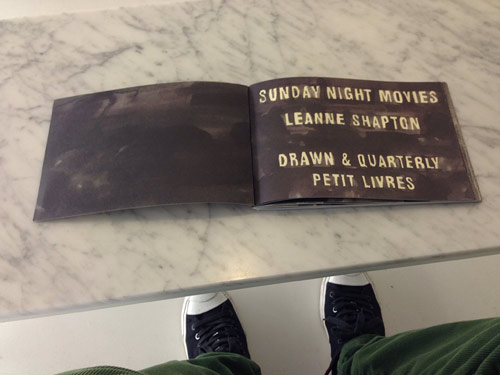 SUNDAY NIGHT MOVIES
LEANNE SHAPTON
DRAWN & QUARTERLY
PETIT LIVRES